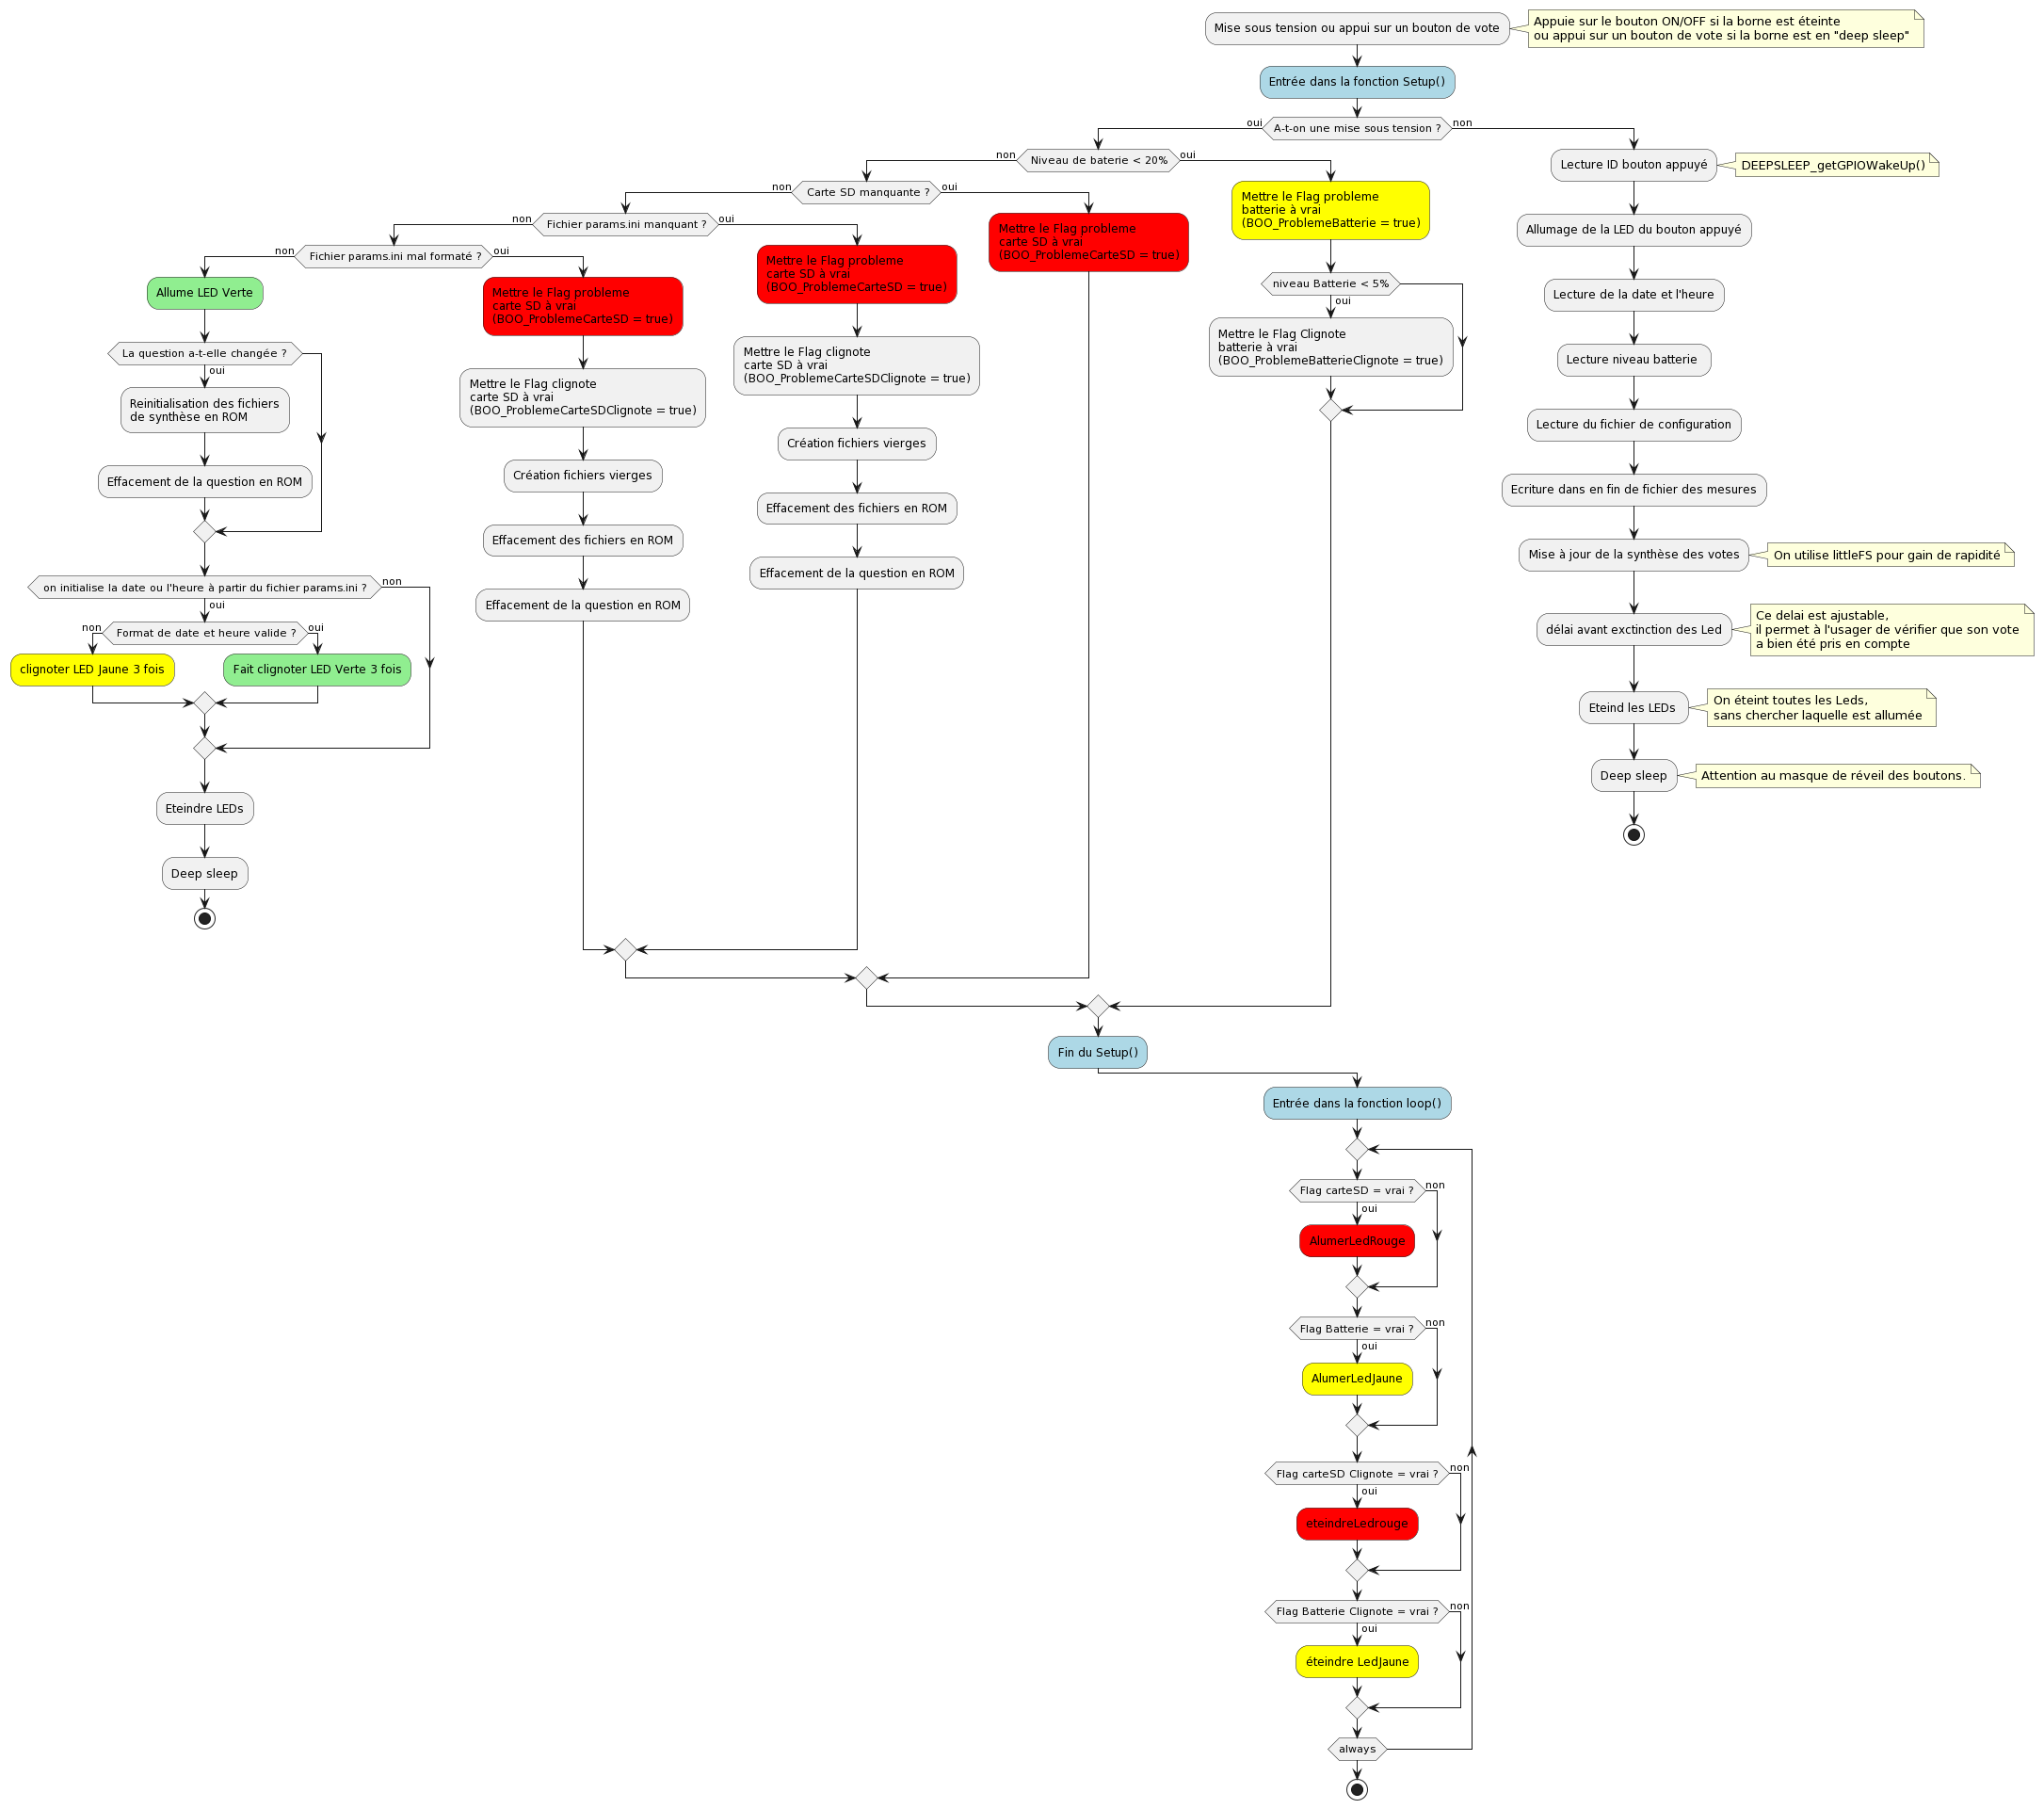 Mise sous tension ou appui sur un bouton de vote
Appuie sur le bouton ON/OFF si la borne est éteinte
ou appui sur un bouton de vote si la borne est en "deep sleep"
Entrée dans la fonction Setup()
A-t-on une mise sous tension ?
oui
non
Niveau de baterie < 20%
non
oui
Carte SD manquante ?
non
oui
Fichier params.ini manquant ?
non
oui
Fichier params.ini mal formaté ?
non
oui
Allume LED Verte
La question a-t-elle changée ?
oui
Reinitialisation des fichiers
de synthèse en ROM
Effacement de la question en ROM
on initialise la date ou l'heure à partir du fichier params.ini ?
non
oui
Format de date et heure valide ?
non
oui
clignoter LED Jaune 3 fois
Fait clignoter LED Verte 3 fois
Eteindre LEDs
Deep sleep
Mettre le Flag probleme
carte SD à vrai
(BOO_ProblemeCarteSD = true)
Mettre le Flag clignote
carte SD à vrai
(BOO_ProblemeCarteSDClignote = true)
Création fichiers vierges
Effacement des fichiers en ROM
Effacement de la question en ROM
Mettre le Flag probleme
carte SD à vrai
(BOO_ProblemeCarteSD = true)
Mettre le Flag clignote
carte SD à vrai
(BOO_ProblemeCarteSDClignote = true)
Création fichiers vierges
Effacement des fichiers en ROM
Effacement de la question en ROM
Mettre le Flag probleme
carte SD à vrai
(BOO_ProblemeCarteSD = true)
Mettre le Flag probleme
batterie à vrai
(BOO_ProblemeBatterie = true)
niveau Batterie < 5%
oui
Mettre le Flag Clignote
batterie à vrai
(BOO_ProblemeBatterieClignote = true)
Lecture ID bouton appuyé
DEEPSLEEP_getGPIOWakeUp()
Allumage de la LED du bouton appuyé
Lecture de la date et l'heure
Lecture niveau batterie
Lecture du fichier de configuration
Ecriture dans en fin de fichier des mesures
Mise à jour de la synthèse des votes
On utilise littleFS pour gain de rapidité
délai avant exctinction des Led
Ce delai est ajustable,
il permet à l'usager de vérifier que son vote
a bien été pris en compte
Eteind les LEDs
On éteint toutes les Leds,
sans chercher laquelle est allumée
Deep sleep
Attention au masque de réveil des boutons.
Fin du Setup()
Entrée dans la fonction loop()
Flag carteSD = vrai ?
non
oui
AlumerLedRouge
Flag Batterie = vrai ?
non
oui
AlumerLedJaune
Flag carteSD Clignote = vrai ?
non
oui
eteindreLedrouge
Flag Batterie Clignote = vrai ?
non
oui
éteindre LedJaune
always